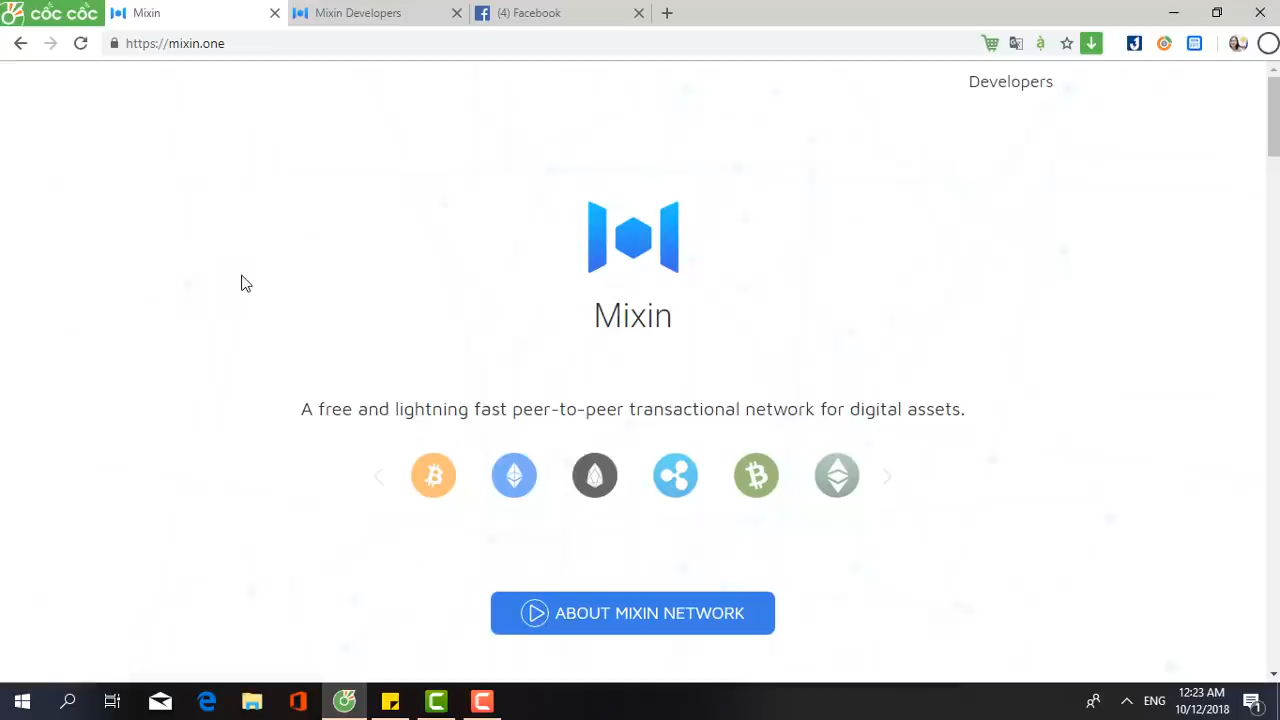 cốc cốc
Mixin
Mixin Developers
(4) Facebook
https://mixin.one
Developers
Mixin
A free and lightning fast peer-to-peer transactional network for digital assets.
ABOUT MIXIN NETWORK
ENG
12:23 AM
10/12/2018
1